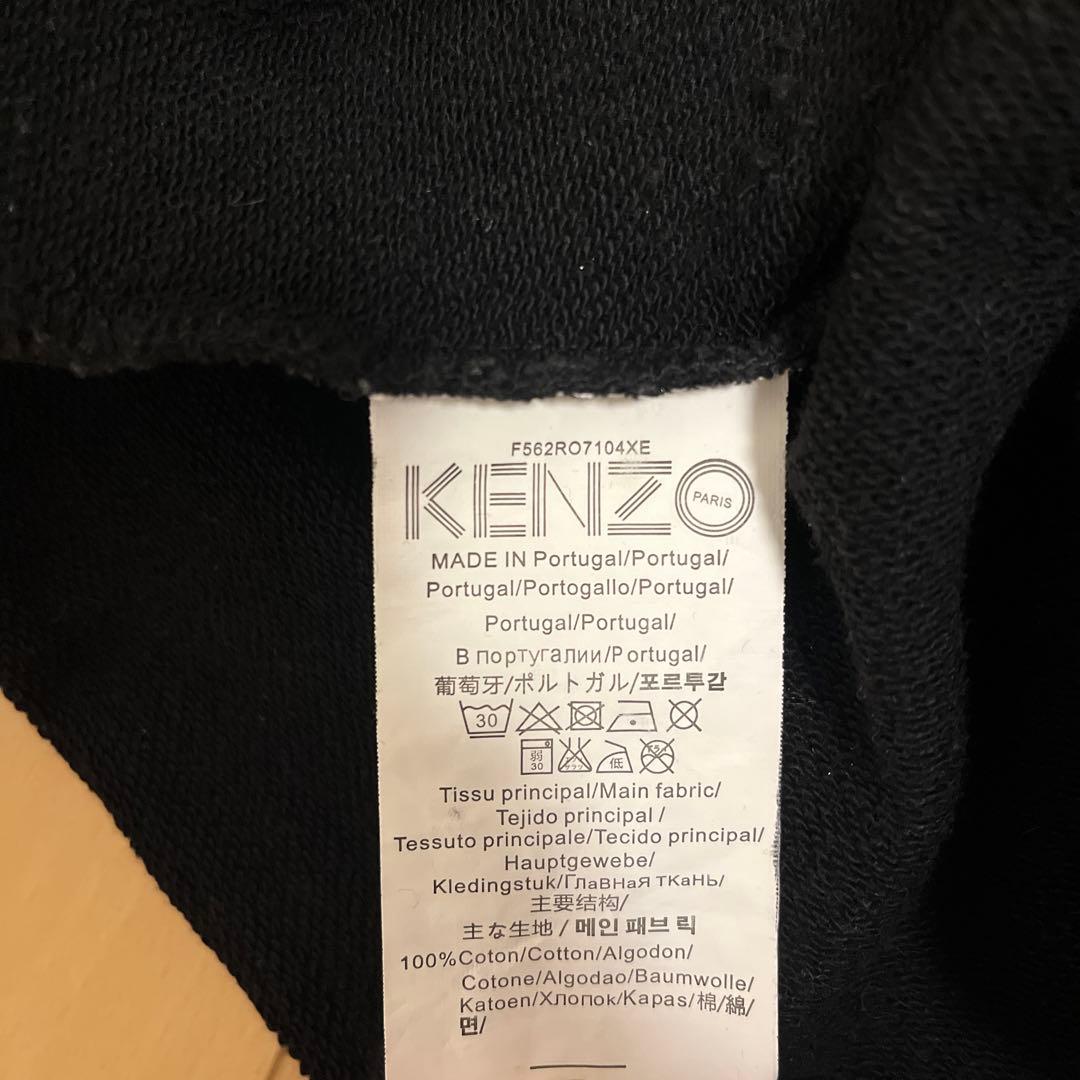 F562RO7104XE
KENZO PARIS
MADE IN Portugal/Portugal/
Portugal/Portogallo/Portugal/
Portugal/Portugal/
В португалии/Portugal/
葡萄牙/ポルトガル/포르투갈
30
弱 30 低
Tissu principal/Main fabric/
Tejido principal /
Tessuto principale/Tecido principal/
Hauptgewebe/
Kledingstuk/Главная ткань/
主要结构/
主な生地 / 메인 패브 릭
100%Coton/Cotton/Algodon/
Cotone/Algodao/Baumwolle/
Katoen/Хлопок/Kapas/棉/綿/
면/